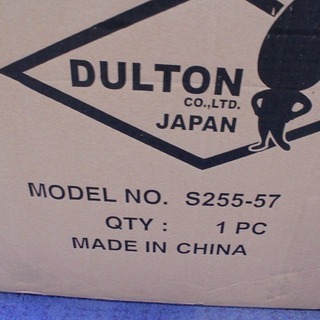 DULTON
CO.,LTD.
JAPAN
MODEL NO. S255-57
QTY : 1 PC
MADE IN CHINA